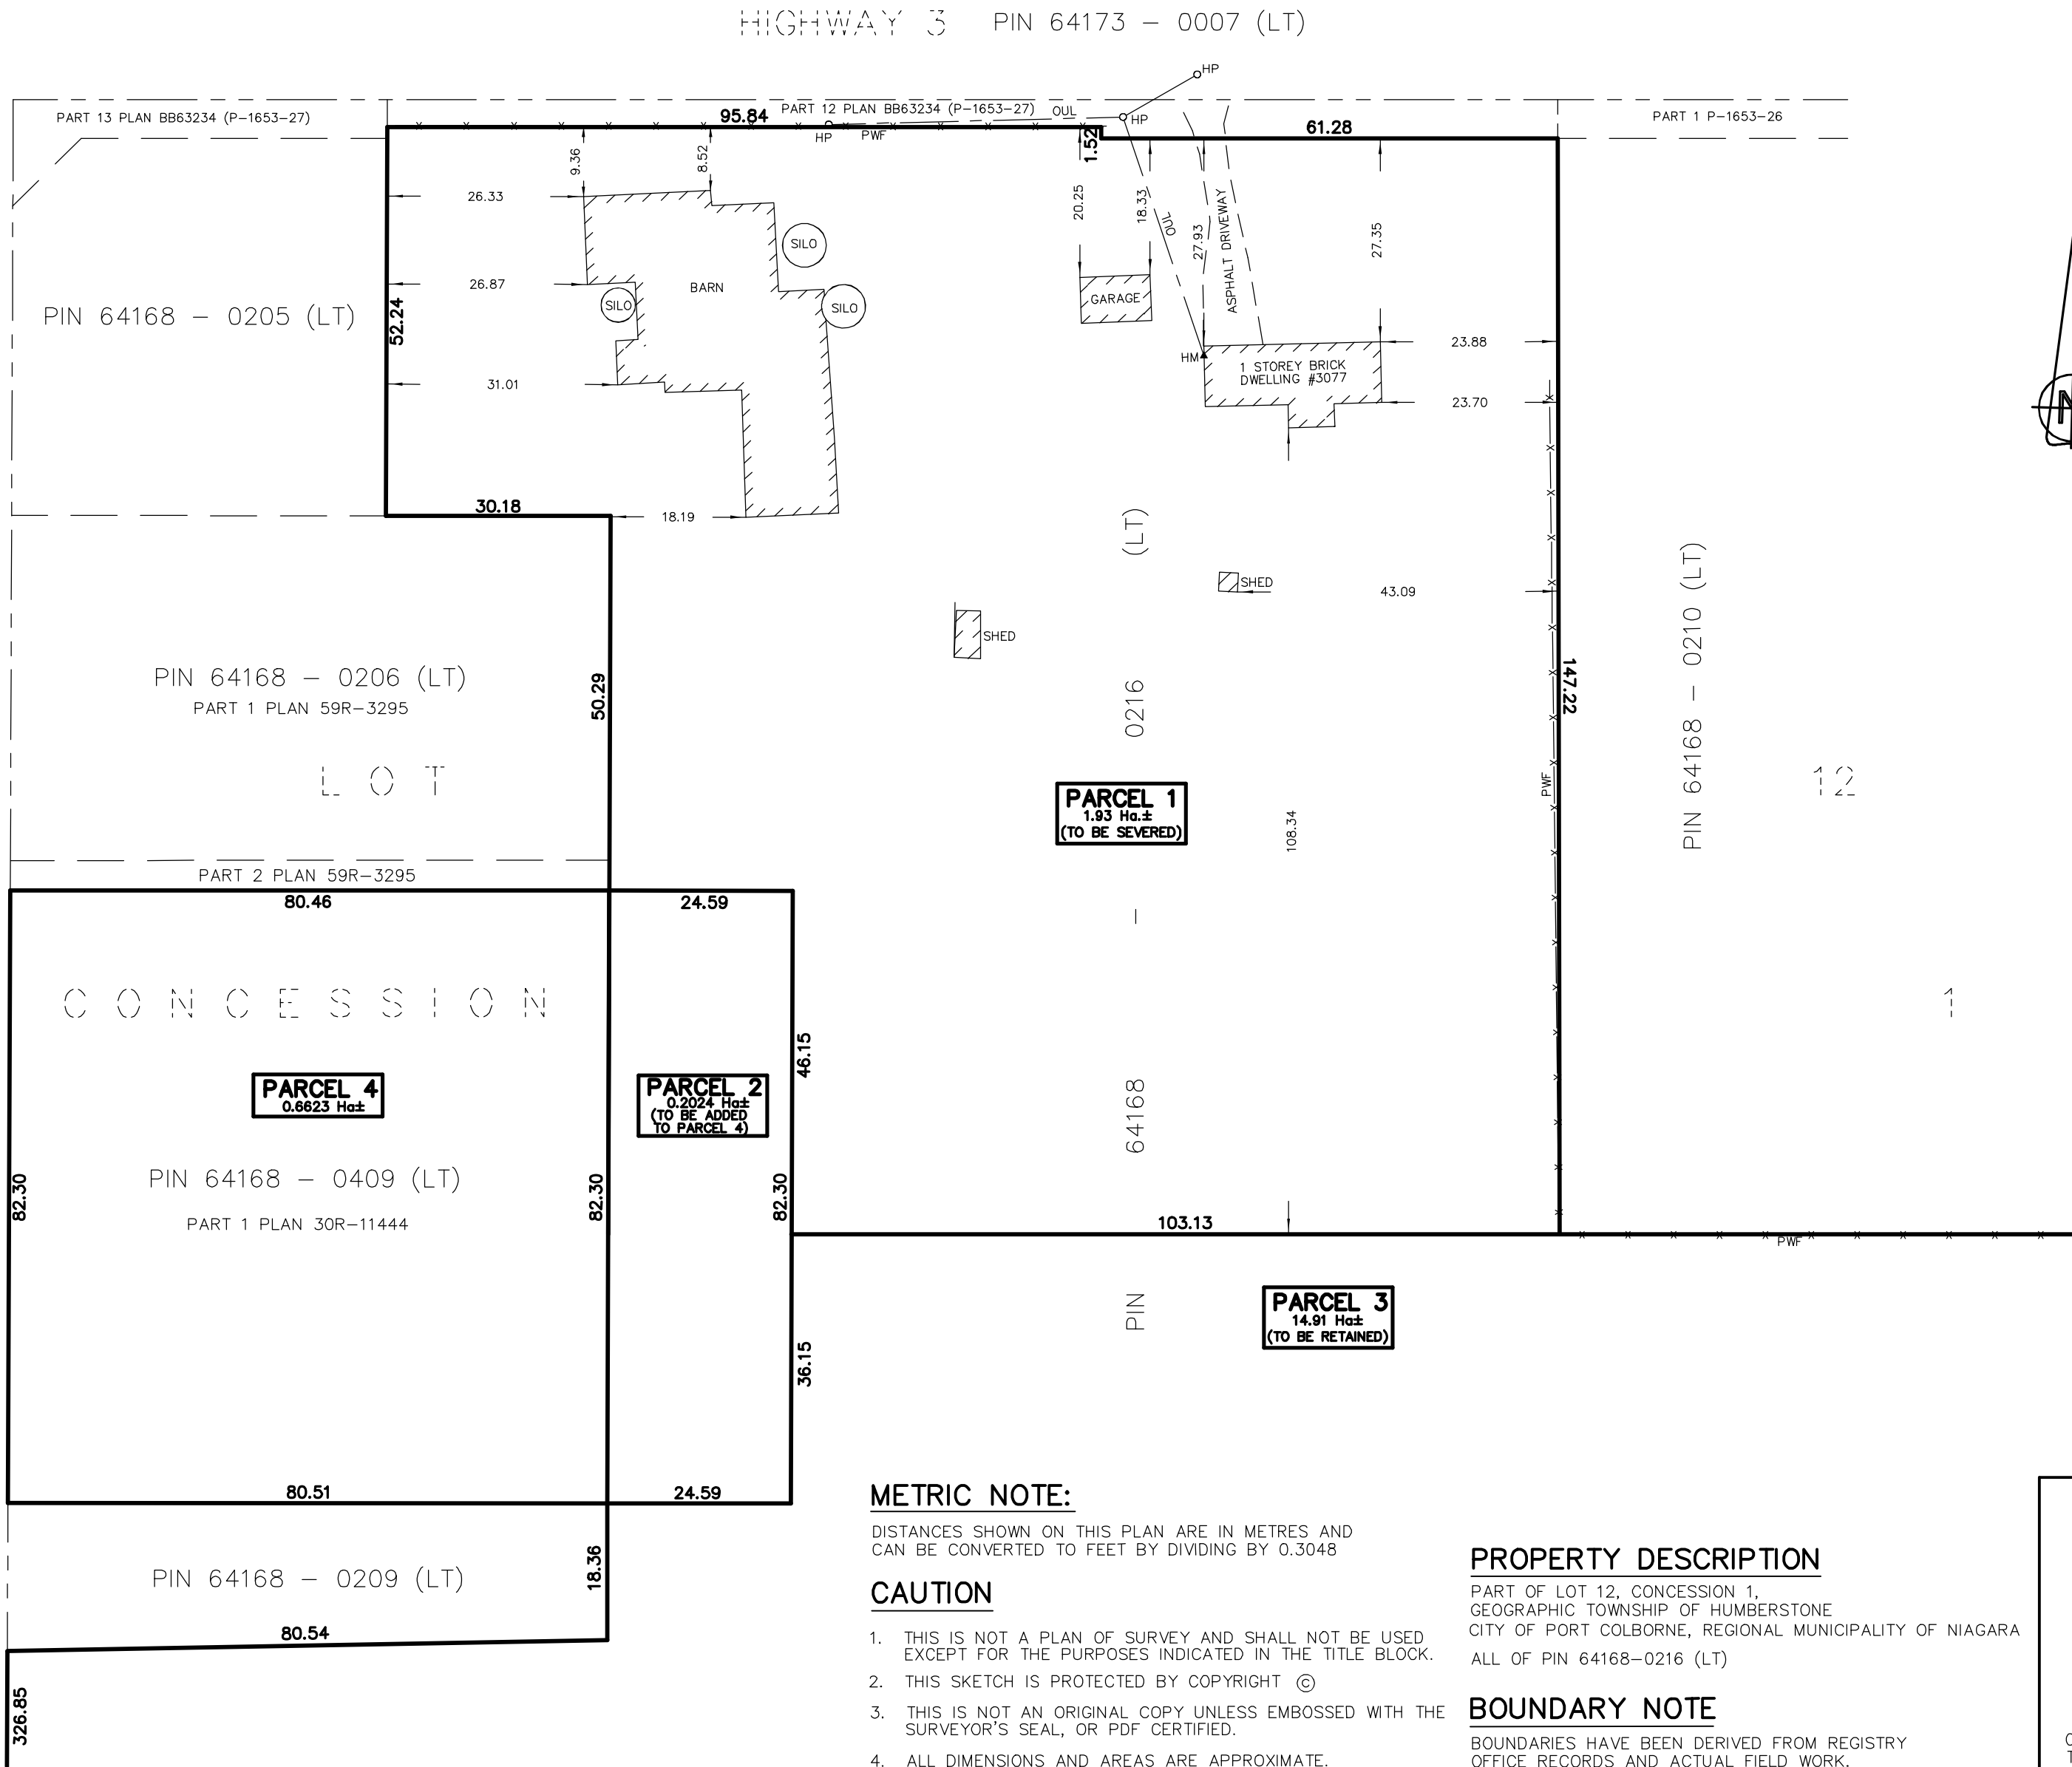 HIGHWAY 3 PIN 64173 - 0007 (LT)
HP
PART 13 PLAN BB63234 (P-1653-27)
PART 12 PLAN BB63234 (P-1653-27)
OUL
PART 1 P-1653-26
95.84
HP
PWF
HP
1.52
61.28
9.36
8.52
26.33
20.25
18.33
OUL
27.93
ASPHALT DRIVEWAY
27.35
SILO
26.87
BARN
SILO
SILO
GARAGE
PIN 64168 - 0205 (LT)
52.24
HM
1 STOREY BRICK
DWELLING #3077
23.88
31.01
23.70
N
30.18
18.19
(LT)
SHED
43.09
SHED
PIN 64168 - 0210 (LT)
PIN 64168 - 0206 (LT)
PART 1 PLAN 59R-3295
50.29
0216
147.22
LOT
PWF
12
PARCEL 1
1.93 Ha.±
(TO BE SEVERED)
108.34
PART 2 PLAN 59R-3295
80.46
24.59
-
CONCESSION
1
46.15
PARCEL 4
0.6623 Ha±
PARCEL 2
0.2024 Ha±
(TO BE ADDED
TO PARCEL 4)
64168
PIN 64168 - 0409 (LT)
82.30
82.30
82.30
PART 1 PLAN 30R-11444
103.13
PWF
PIN
PARCEL 3
14.91 Ha±
(TO BE RETAINED)
36.15
80.51
24.59
PIN 64168 - 0209 (LT)
18.36
80.54
326.85
METRIC NOTE:
DISTANCES SHOWN ON THIS PLAN ARE IN METRES AND
CAN BE CONVERTED TO FEET BY DIVIDING BY 0.3048
CAUTION
1. THIS IS NOT A PLAN OF SURVEY AND SHALL NOT BE USED
EXCEPT FOR THE PURPOSES INDICATED IN THE TITLE BLOCK.
2. THIS SKETCH IS PROTECTED BY COPYRIGHT ©
3. THIS IS NOT AN ORIGINAL COPY UNLESS EMBOSSED WITH THE
SURVEYOR'S SEAL, OR PDF CERTIFIED.
4. ALL DIMENSIONS AND AREAS ARE APPROXIMATE.
PROPERTY DESCRIPTION
PART OF LOT 12, CONCESSION 1,
GEOGRAPHIC TOWNSHIP OF HUMBERSTONE
CITY OF PORT COLBORNE, REGIONAL MUNICIPALITY OF NIAGARA
ALL OF PIN 64168-0216 (LT)
BOUNDARY NOTE
BOUNDARIES HAVE BEEN DERIVED FROM REGISTRY
OFFICE RECORDS AND ACTUAL FIELD WORK.